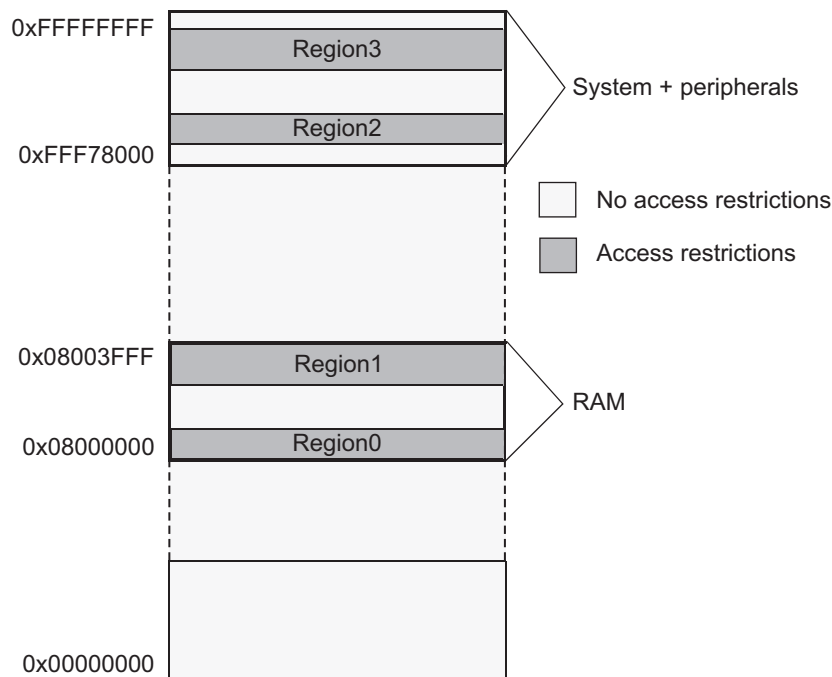 0xFFFFFFFF
Region3
System + peripherals
Region2
0xFFF78000
No access restrictions
Access restrictions
0x08003FFF
Region1
RAM
0x08000000
Region0
0x00000000